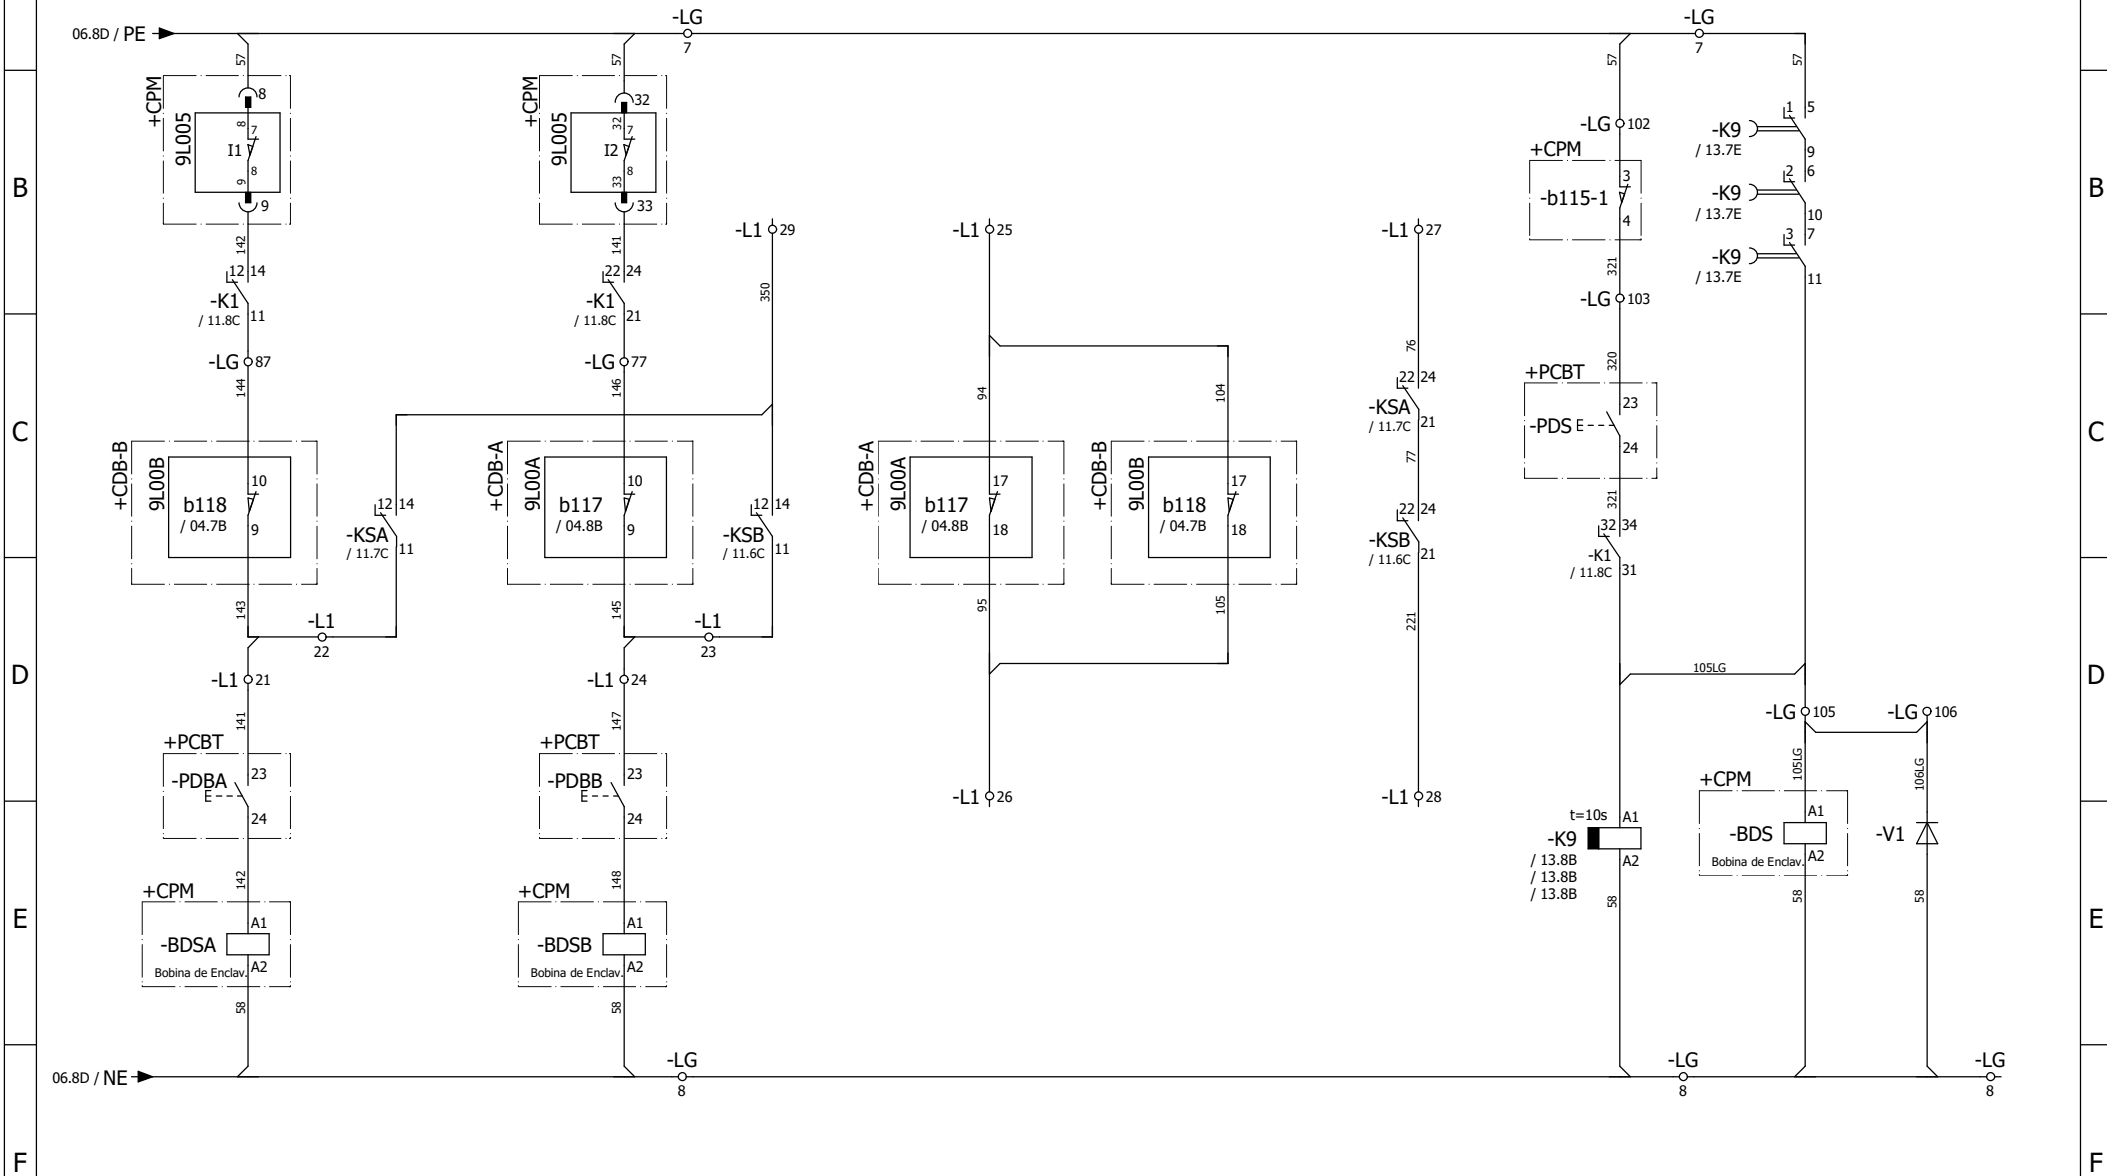 -LG
-LG
06.8D / PE
7
7
57
57
57
57
+CPM
8
+CPM
32
9L005
8
7
I1
8
9
9L005
32
7
I2
8
33
9
33
-LG 102
+CPM
3
-b115-1
4
1 5
-K9
/ 13.7E
9
2 6
-K9
/ 13.7E
10
3 7
-K9
/ 13.7E
11
B
B
142
141
-L1 29
-L1 25
-L1 27
321
12 14
-K1
/ 11.8C
11
22 24
-K1
/ 11.8C
21
350
-LG 103
-LG 87
-LG 77
76
320
144
146
94
104
22 24
-KSA
/ 11.7C
21
+PCBT
23
-PDS E
24
C
C
77
+CDB-B
9L00B
10
b118
/ 04.7B
9
12 14
-KSA
/ 11.7C
11
+CDB-A
9L00A
10
b117
/ 04.8B
9
12 14
-KSB
/ 11.6C
11
+CDB-A
9L00A
17
b117
/ 04.8B
18
+CDB-B
9L00B
17
b118
/ 04.7B
18
22 24
-KSB
/ 11.6C
21
321
32 34
-K1
/ 11.8C
31
143
145
95
105
221
-L1
22
-L1
23
-L1 21
-L1 24
105LG
D
D
141
147
-LG 105
-LG 106
+PCBT
23
-PDBA
E
24
+PCBT
23
-PDBB
E
24
-L1 26
-L1 28
105LG
106LG
+CPM
A1
-BDS
Bobina de Enclav.
A2
t=10s
A1
-K9
A2
/ 13.8B
/ 13.8B
/ 13.8B
-V1
142
148
58
58
58
+CPM
A1
-BDSA
Bobina de Enclav.
A2
+CPM
A1
-BDSB
Bobina de Enclav.
A2
E
E
58
58
-LG
-LG
-LG
06.8D / NE
8
8
8
F
F